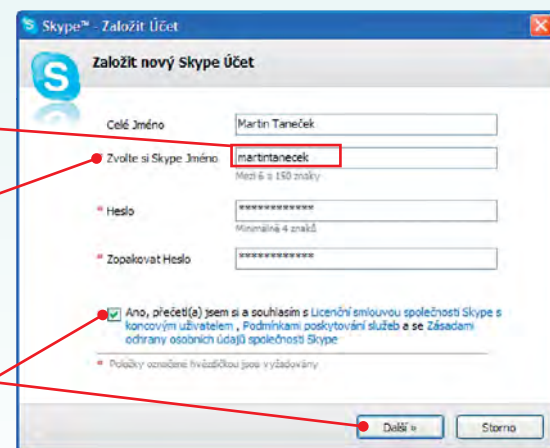 Skype™ - Založit Účet
Založit nový Skype Účet
Celé Jméno Martin Taneček
* Zvolte si Skype Jméno martintanecek
Mezi 6 a 150 znaky
* Heslo ************
Minimálně 4 znaků
* Zopakovat Heslo ************
Ano, přečetl(a) jsem si a souhlasím s Licenční smlouvou společnosti Skype s
koncovým uživatelem , Podmínkami poskytování služeb a se Zásadami
ochrany osobních údajů společnosti Skype
* Položky označené hvězdičkou jsou vyžadovány
Další »
Storno